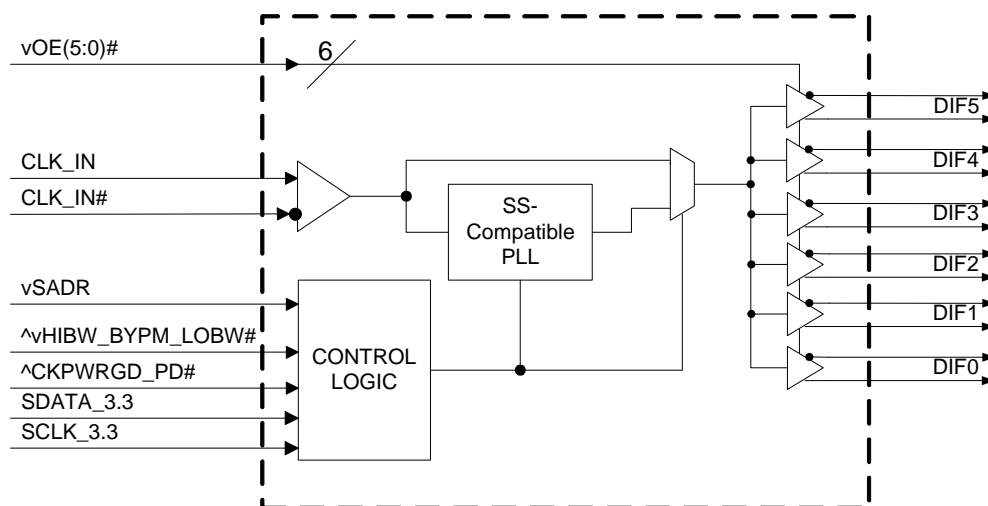 vOE(5:0)#
6
DIF5
CLK_IN
DIF4
CLK_IN#
SS-
Compatible
PLL
DIF3
DIF2
vSADR
^vHIBW_BYPM_LOBW#
DIF1
^CKPWRGD_PD#
CONTROL
LOGIC
DIF0
SDATA_3.3
SCLK_3.3